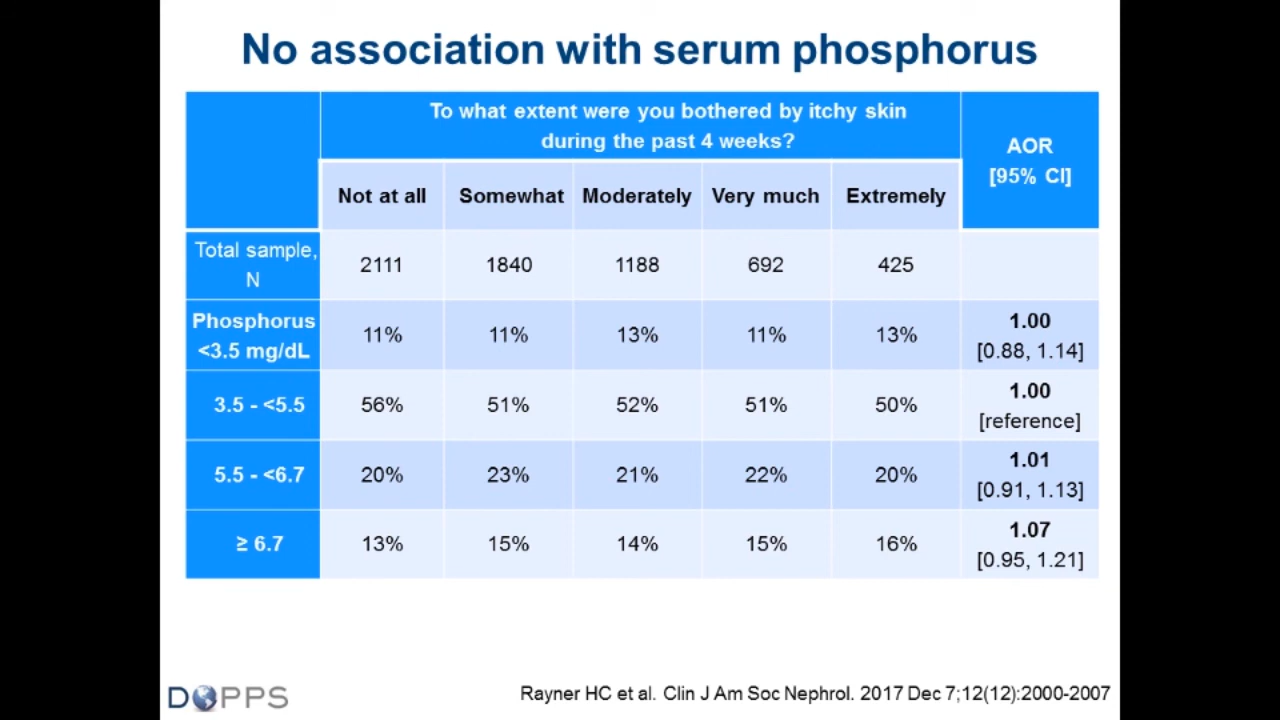 No association with serum phosphorus
To what extent were you bothered by itchy skin
during the past 4 weeks?
AOR
[95% CI]
Not at all Somewhat Moderately Very much Extremely
Total sample,
N
2111 1840 1188 692 425
Phosphorus
<3.5 mg/dL
11% 11% 13% 11% 13%
1.00
[0.88, 1.14]
3.5 - <5.5 56% 51% 52% 51% 50%
1.00
[reference]
5.5 - <6.7 20% 23% 21% 22% 20%
1.01
[0.91, 1.13]
≥ 6.7 13% 15% 14% 15% 16%
1.07
[0.95, 1.21]
DOPPS
Rayner HC et al. Clin J Am Soc Nephrol. 2017 Dec 7;12(12):2000-2007